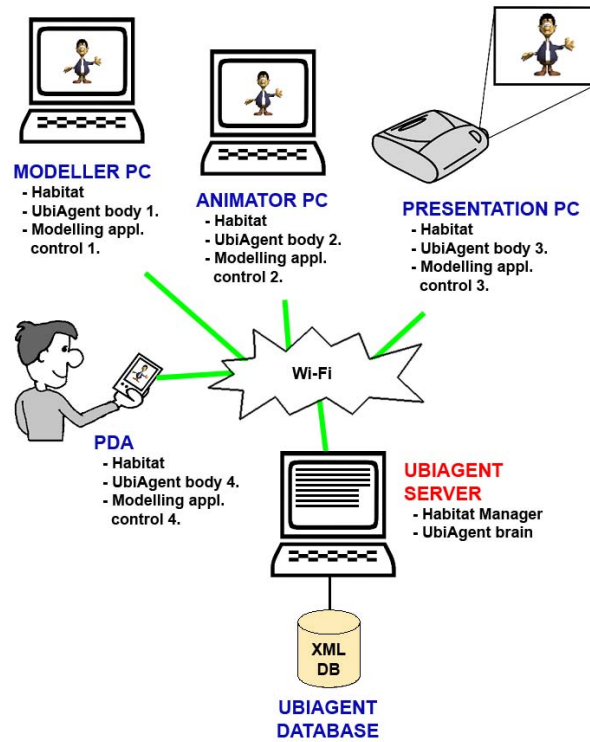 MODELLER PC
- Habitat
- UbiAgent body 1.
- Modelling appl.
control 1.
ANIMATOR PC
- Habitat
- UbiAgent body 2.
- Modelling appl.
control 2.
PRESENTATION PC
- Habitat
- UbiAgent body 3.
- Modelling appl.
control 3.
Wi-Fi
PDA
- Habitat
- UbiAgent body 4.
- Modelling appl.
control 4.
UBIAGENT
SERVER
- Habitat Manager
- UbiAgent brain
XML
DB
UBIAGENT
DATABASE